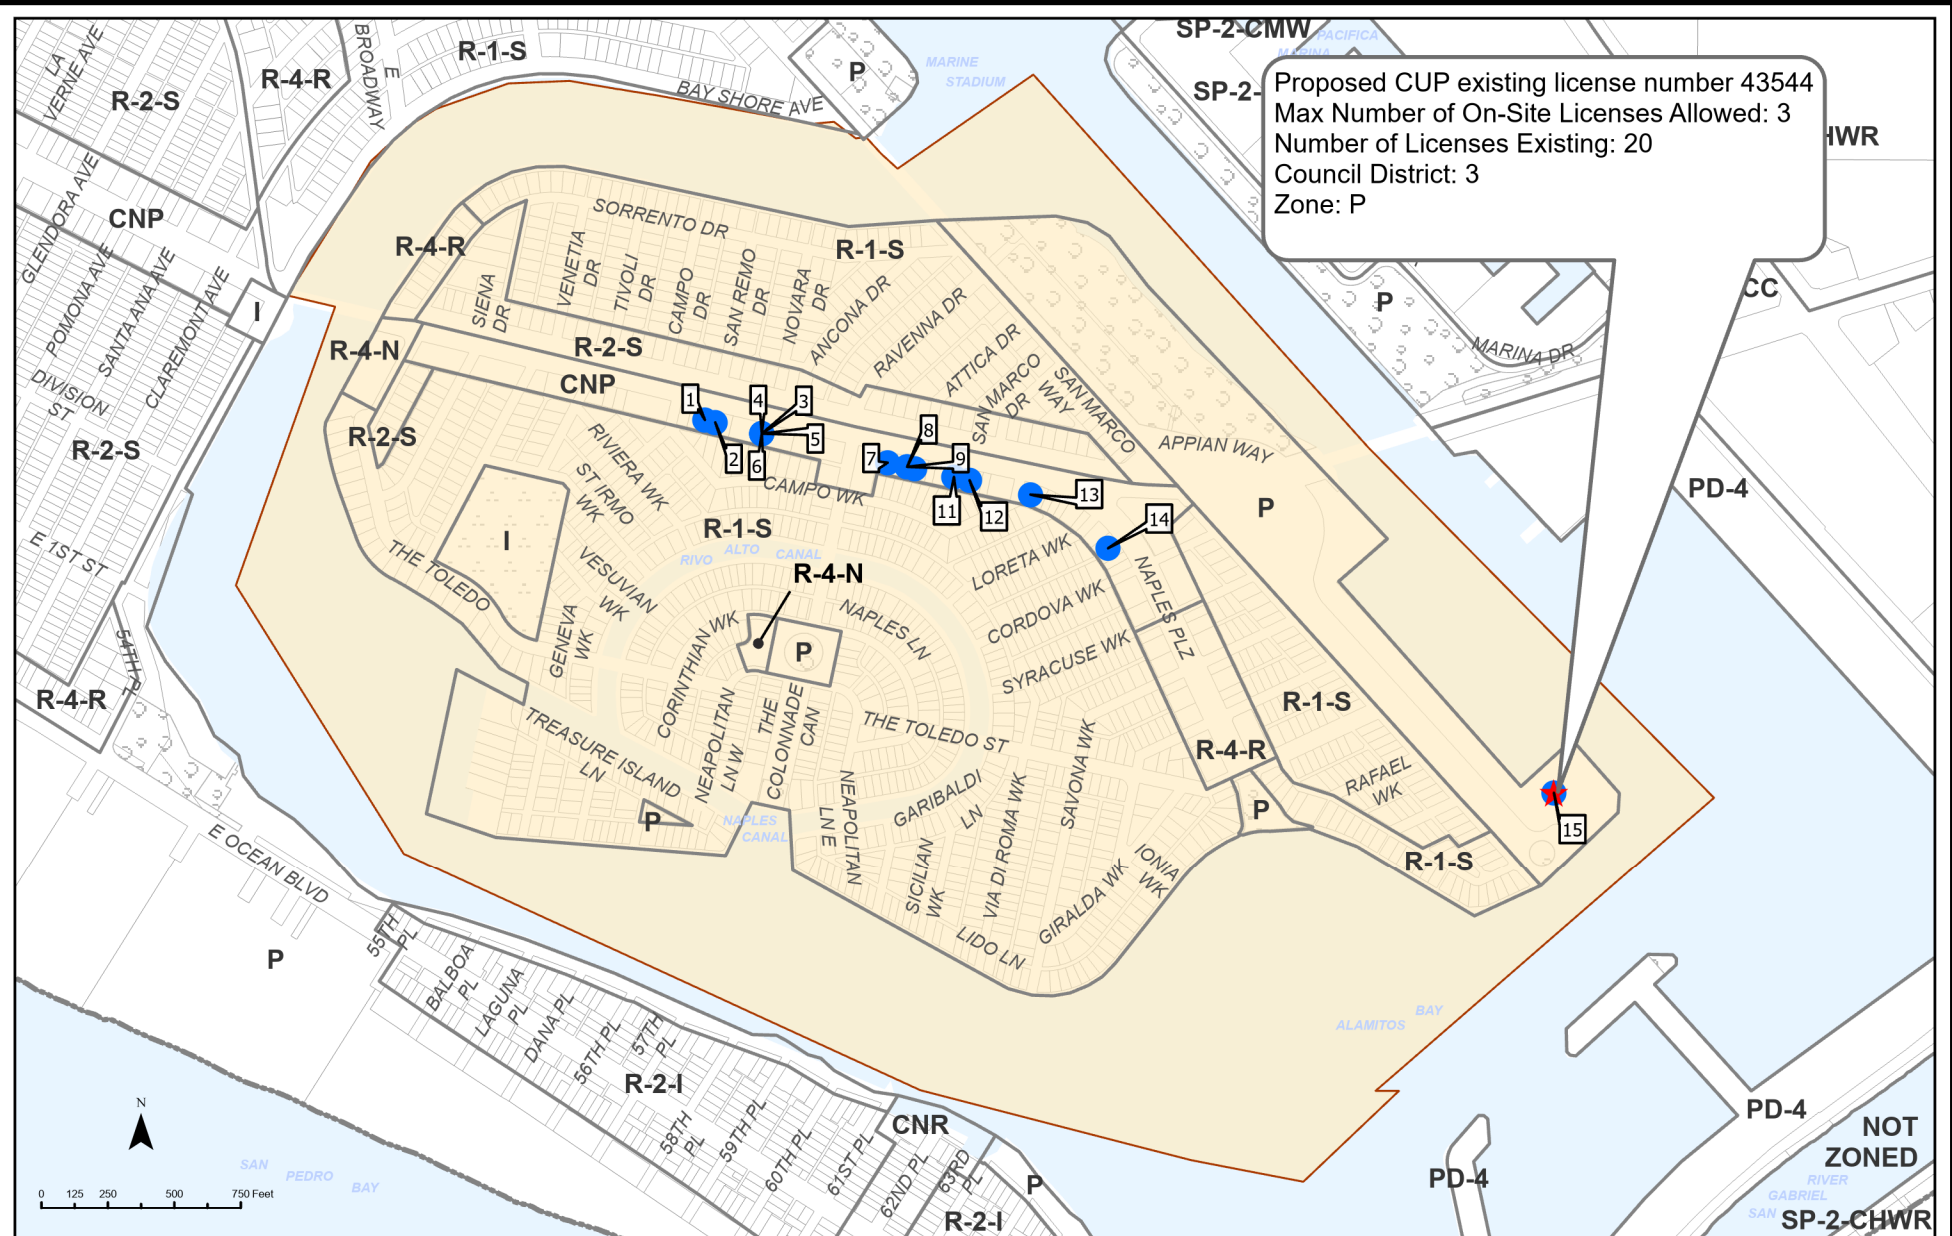 SP-2-CMW
PACIFICA
MARINA
LA
VERNE AVE
R-4-R
E
BROADWAY
R-1-S
P
MARINE
STADIUM
SP-2-
Proposed CUP existing license number 43544
Max Number of On-Site Licenses Allowed: 3
Number of Licenses Existing: 20
Council District: 3
Zone: P
HWR
R-2-S
BAY SHORE AVE
GLENDORA AVE
CNP
SORRENTO DR
R-4-R
R-1-S
VENETIA
DR
TIVOLI
DR
CAMPO
DR
SAN REMO
DR
NOVARA
DR
ANCONA DR
RAVENNA DR
SIENA
DR
CC
P
POMONA AVE
SANTA ANA AVE
CLAREMONT AVE
I
R-4-N
R-2-S
ATTICA DR
SAN MARCO
DR
SAN MARCO
WAY
SAN MARCO
MARINA DR
DIVISION
ST
CNP
1
4
3
5
2
6
7
8
9
11
12
13
14
R-2-S
R-2-S
RIVIERA WK
ST IRMO
WK
CAMPO WK
APPIAN WAY
PD-4
P
E 1ST ST
I
R-1-S
RIVO
ALTO
CANAL
LORETA WK
NAPLES PLZ
THE TOLEDO
VESUVIAN
WK
R-4-N
NAPLES LN
CORDOVA WK
SYRACUSE WK
GENEVA
WK
CORINTHIAN WK
P
54TH PL
R-4-R
R-1-S
TREASURE ISLAND
LN
NEAPOLITAN
LN W
THE
COLONNADE
CAN
THE TOLEDO ST
SAVONA WK
R-4-R
RAFAEL
WK
P
NAPLES
CANAL
NEAPOLITAN
LN E
GARIBALDI
LN
P
15
E OCEAN BLVD
SICILIAN
WK
VIA DI ROMA WK
GIRALDA WK
IONIA
WK
R-1-S
LIDO LN
P
55TH
PL
BALBOA
PL
LAGUNA
PL
DANA PL
56TH PL
57TH
PL
ALAMITOS
BAY
R-2-I
58TH
PL
59TH PL
60TH PL
61ST PL
CNR
62ND PL
63RD
PL
P
R-2-I
PD-4
NOT
ZONED
PD-4
RIVER
GABRIEL
SAN
SP-2-CHWR
N
SAN
PEDRO
BAY
0
125
250
500
750 Feet